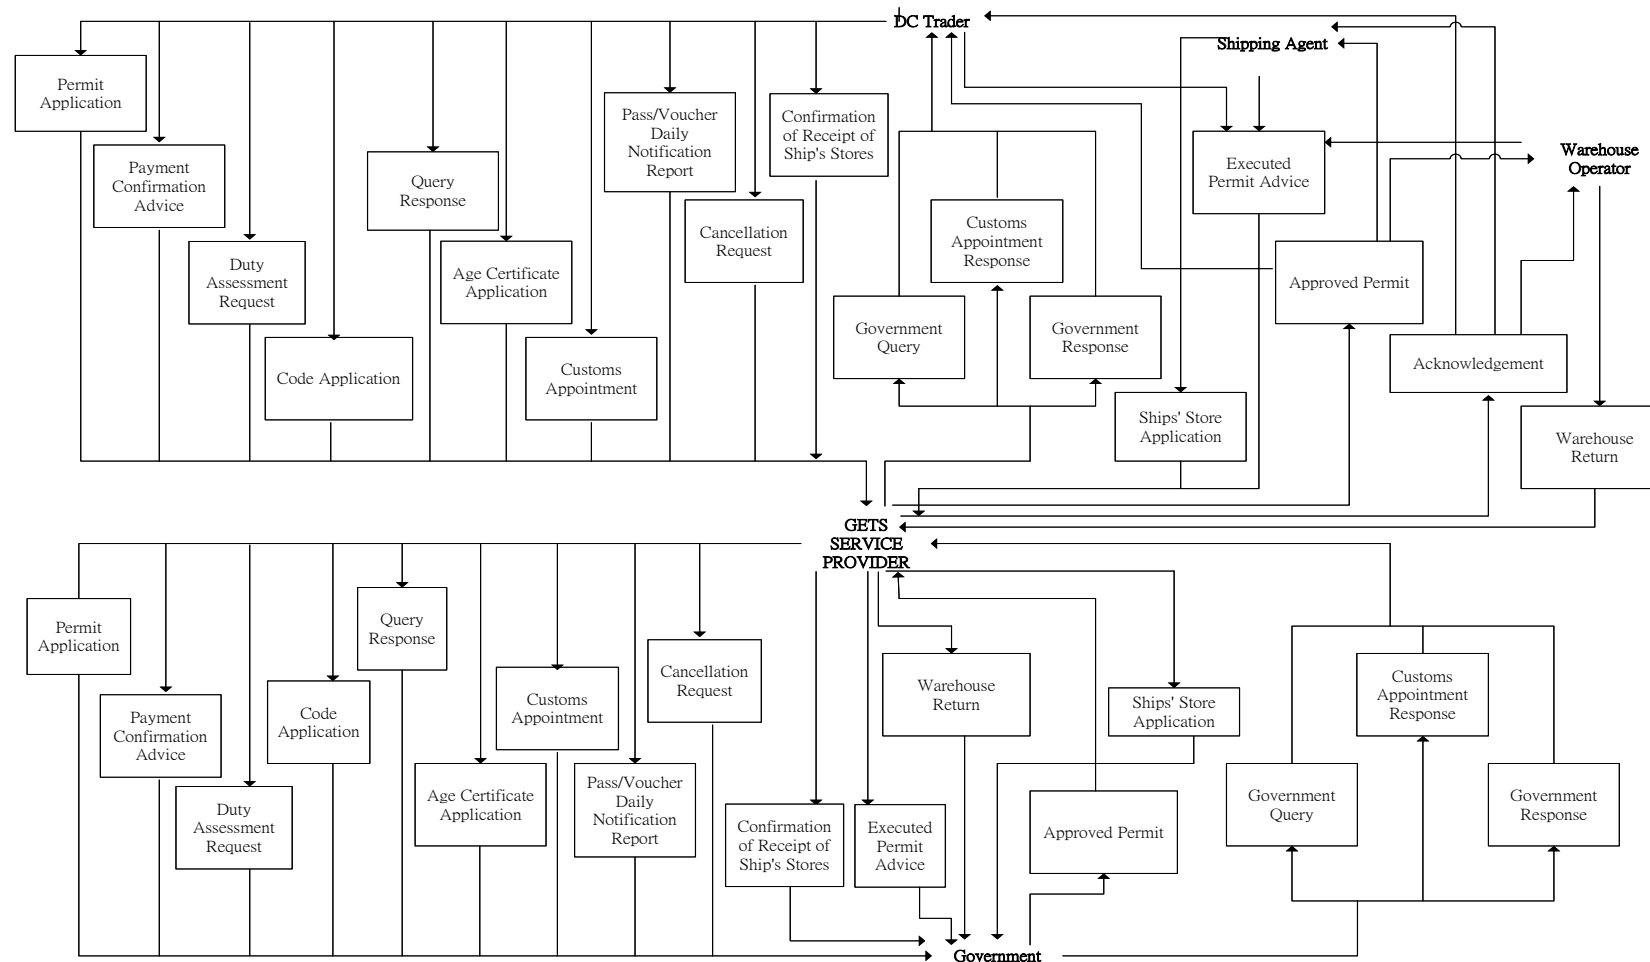 DC Trader
Shipping Agent
Permit
Application
Pass/Voucher
Daily
Notification
Report
Confirmation
of Receipt of
Ship's Stores
Executed
Permit Advice
Warehouse
Operator
Payment
Confirmation
Advice
Query
Response
Cancellation
Request
Customs
Appointment
Response
Duty
Assessment
Request
Age Certificate
Application
Approved Permit
Government
Query
Government
Response
Code Application
Customs
Appointment
Acknowledgement
Ships' Store
Application
Warehouse
Return
GETS
SERVICE
PROVIDER
Permit
Application
Query
Response
Payment
Confirmation
Advice
Code
Application
Customs
Appointment
Cancellation
Request
Warehouse
Return
Ships' Store
Application
Customs
Appointment
Response
Duty
Assessment
Request
Age Certificate
Application
Pass/Voucher
Daily
Notification
Report
Confirmation
of Receipt of
Ship's Stores
Executed
Permit
Advice
Approved Permit
Government
Query
Government
Response
Government